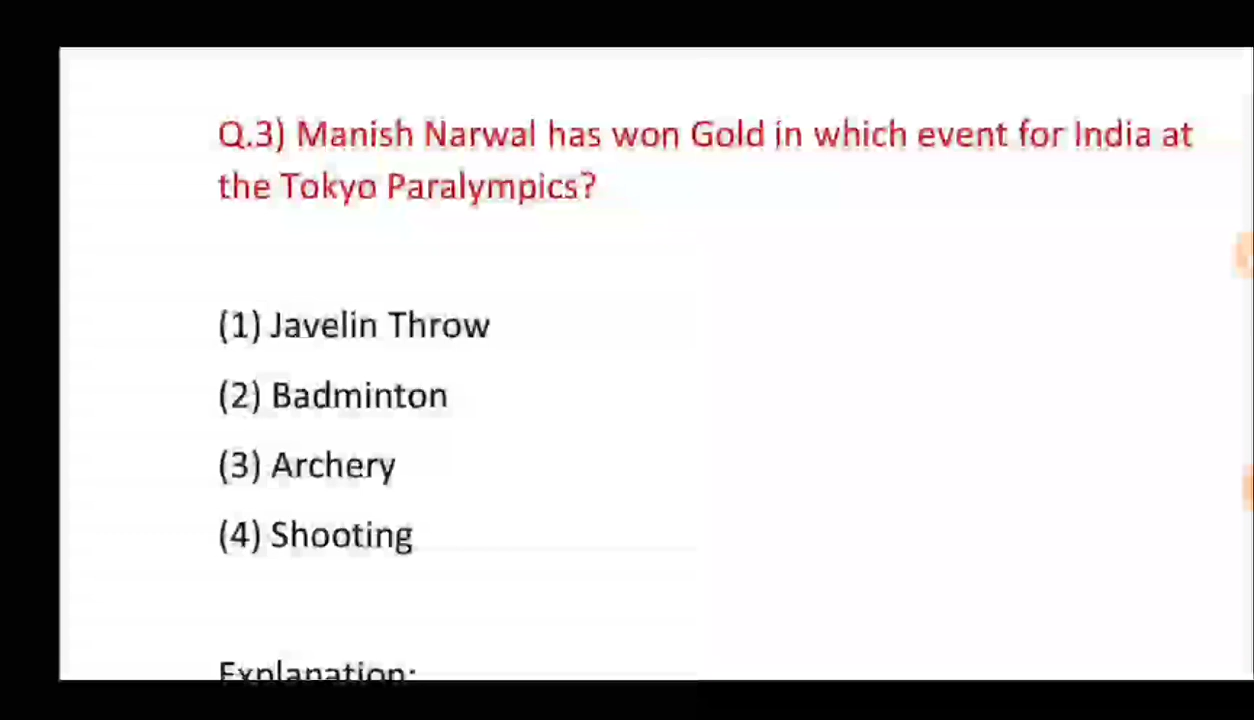 Q.3) Manish Narwal has won Gold in which event for India at
the Tokyo Paralympics?
(1) Javelin Throw
(2) Badminton
(3) Archery
(4) Shooting
Explanation: